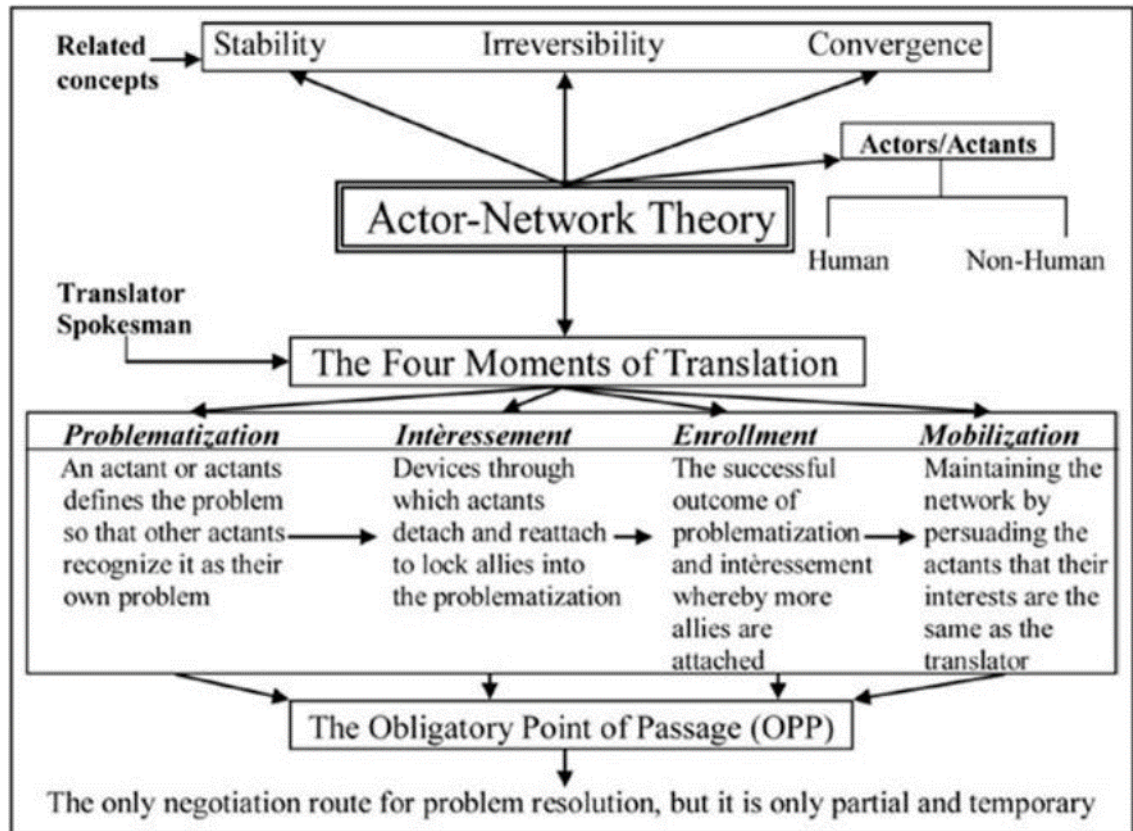 Related
concepts
Stability Irreversibility Convergence
Actors/Actants
Actor-Network Theory
Human Non-Human
Translator
Spokesman
The Four Moments of Translation
Problematization
An actant or actants
defines the problem
so that other actants
recognize it as their
own problem
Intèressement
Devices through
which actants
detach and reattach
to lock allies into
the problematization
Enrollment
The successful
outcome of
problematization
and intèressement
whereby more
allies are
attached
Mobilization
Maintaining the
network by
persuading the
actants that their
interests are the
same as the
translator
The Obligatory Point of Passage (OPP)
The only negotiation route for problem resolution, but it is only partial and temporary